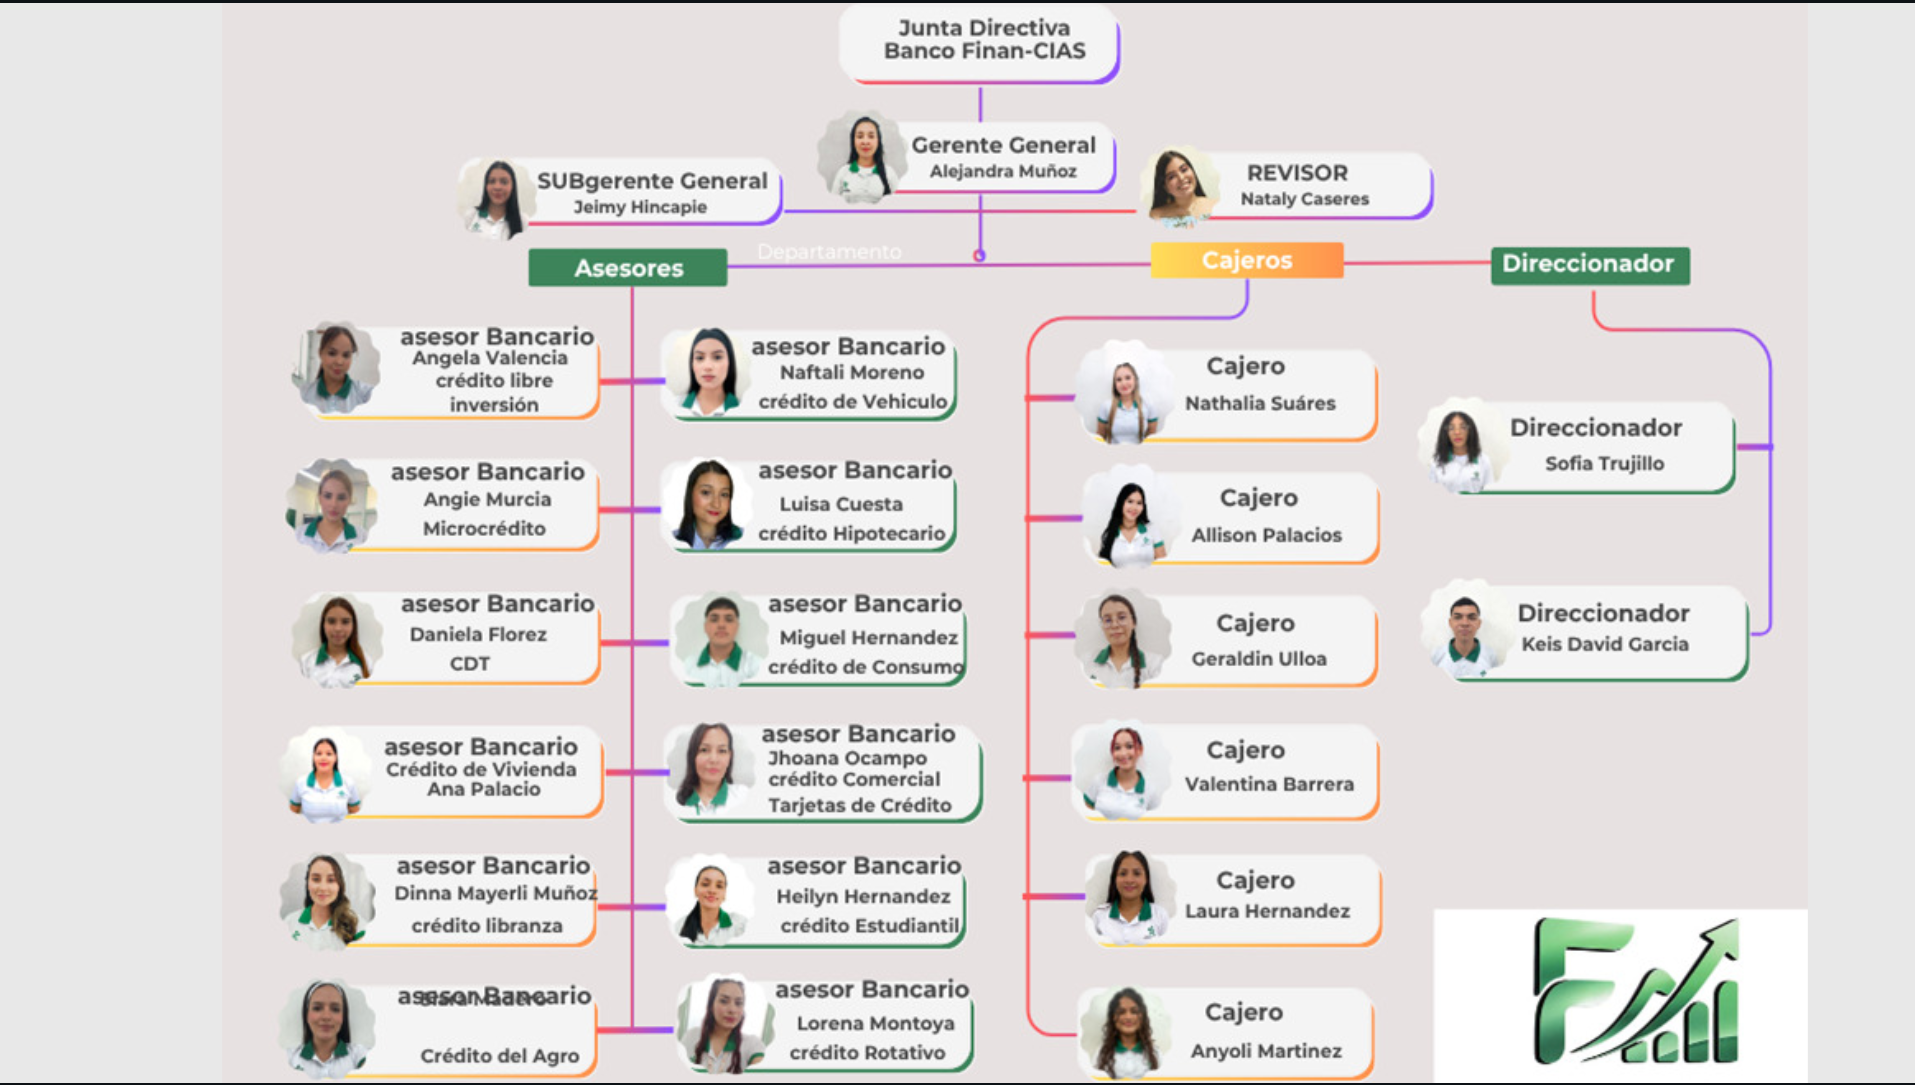 Junta Directiva
Banco Finan-CIAS
Gerente General
Alejandra Muñoz
SUBgerente General
Jeimy Hincapie
REVISOR
Nataly Caseres
Departamento
Asesores
Cajeros
Direccionador
asesor Bancario
Angela Valencia
crédito libre
inversión
asesor Bancario
Naftali Moreno
crédito de Vehiculo
asesor Bancario
Angie Murcia
Microcrédito
asesor Bancario
Luisa Cuesta
crédito Hipotecario
asesor Bancario
Daniela Florez
CDT
asesor Bancario
Miguel Hernandez
crédito de Consumo
asesor Bancario
Crédito de Vivienda
Ana Palacio
asesor Bancario
Jhoana Ocampo
crédito Comercial
Tarjetas de Crédito
asesor Bancario
Dinna Mayerli Muñoz
crédito libranza
asesor Bancario
Heilyn Hernandez
crédito Estudiantil
asesor Bancario
Crédito del Agro
asesor Bancario
Lorena Montoya
crédito Rotativo
Cajero
Nathalia Suáres
Cajero
Allison Palacios
Cajero
Geraldin Ulloa
Cajero
Valentina Barrera
Cajero
Laura Hernandez
Cajero
Anyoli Martinez
Direccionador
Sofia Trujillo
Direccionador
Keis David Garcia